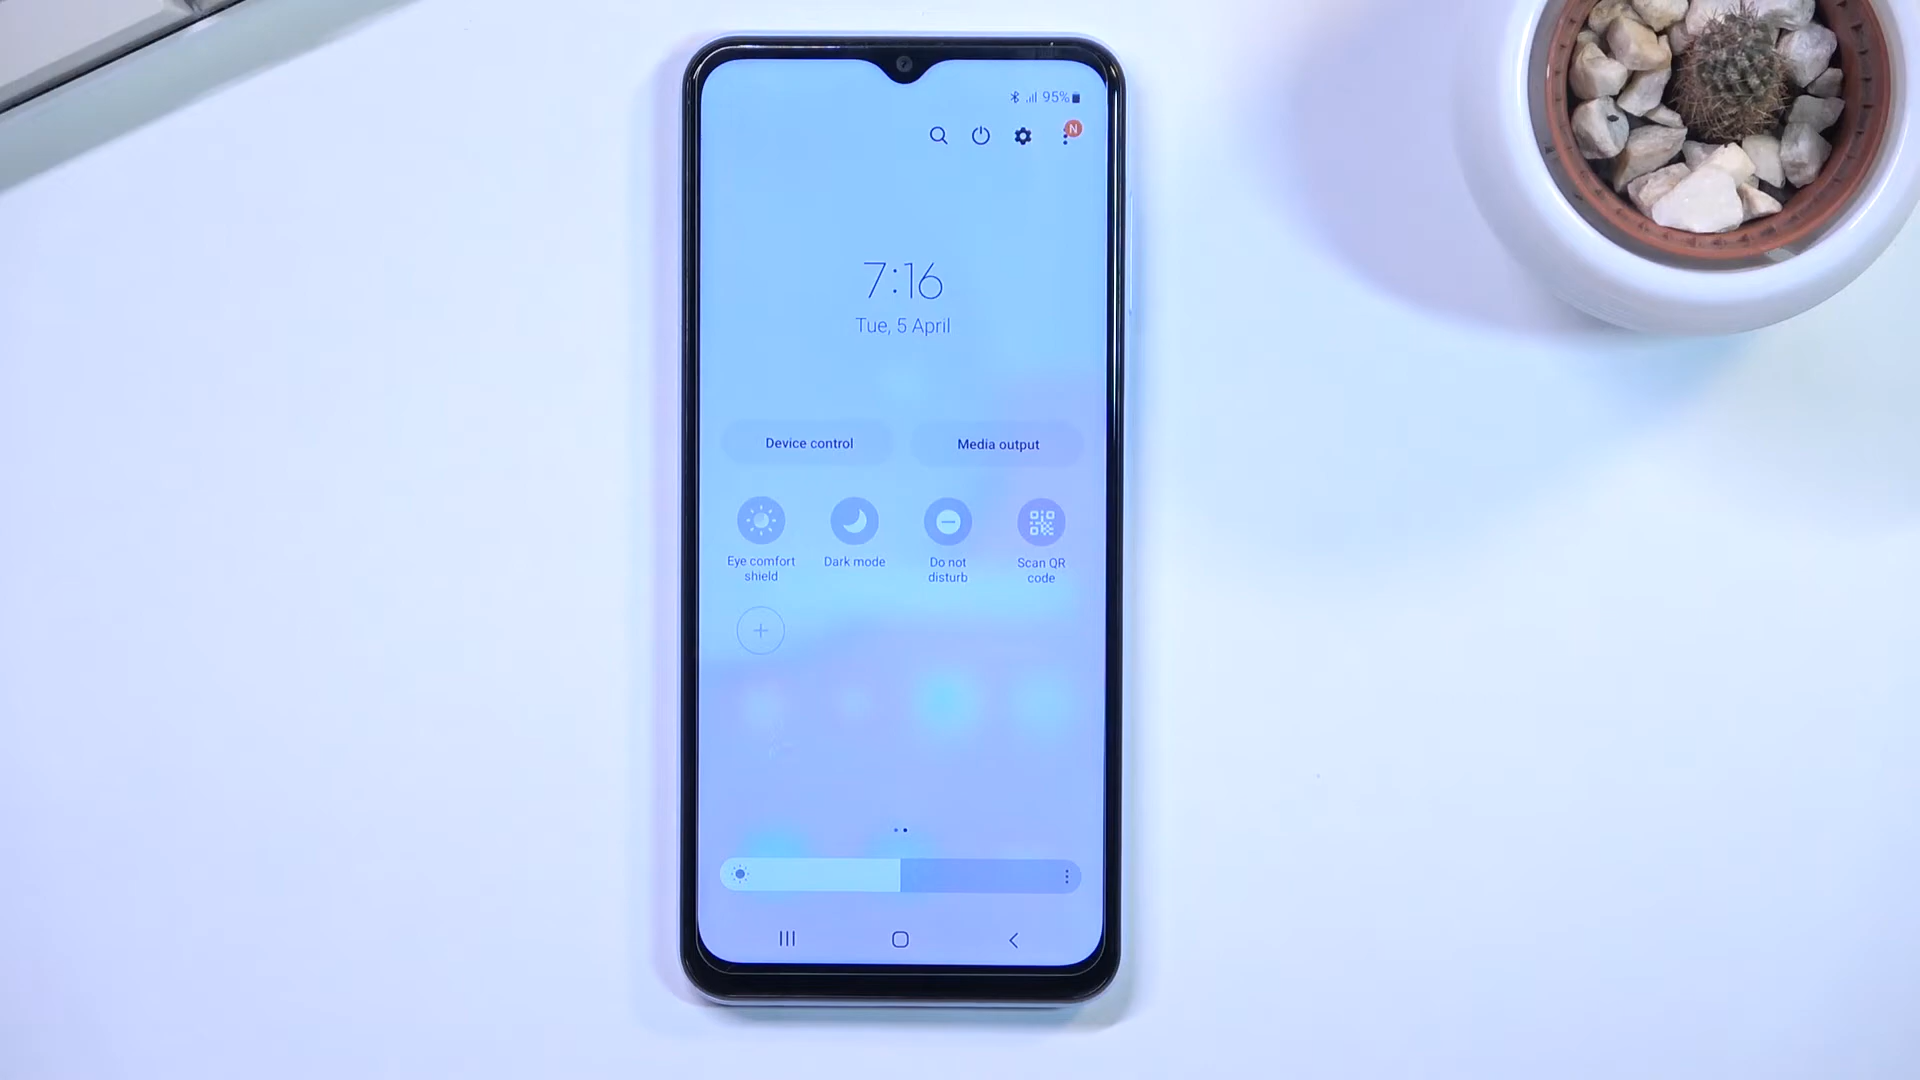 95%
N
7:16
Tue, 5 April
Device control
Media output
Eye comfort
shield
Dark mode
Do not
disturb
Scan QR
code